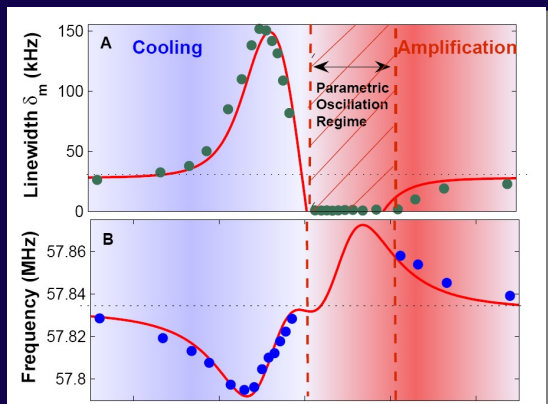 150
A
Cooling
Amplification
Parametric
Oscillation
Regime
100
50
0
Linewidth δm (kHz)
B
57.86
57.84
57.82
57.8
Frequency (MHz)